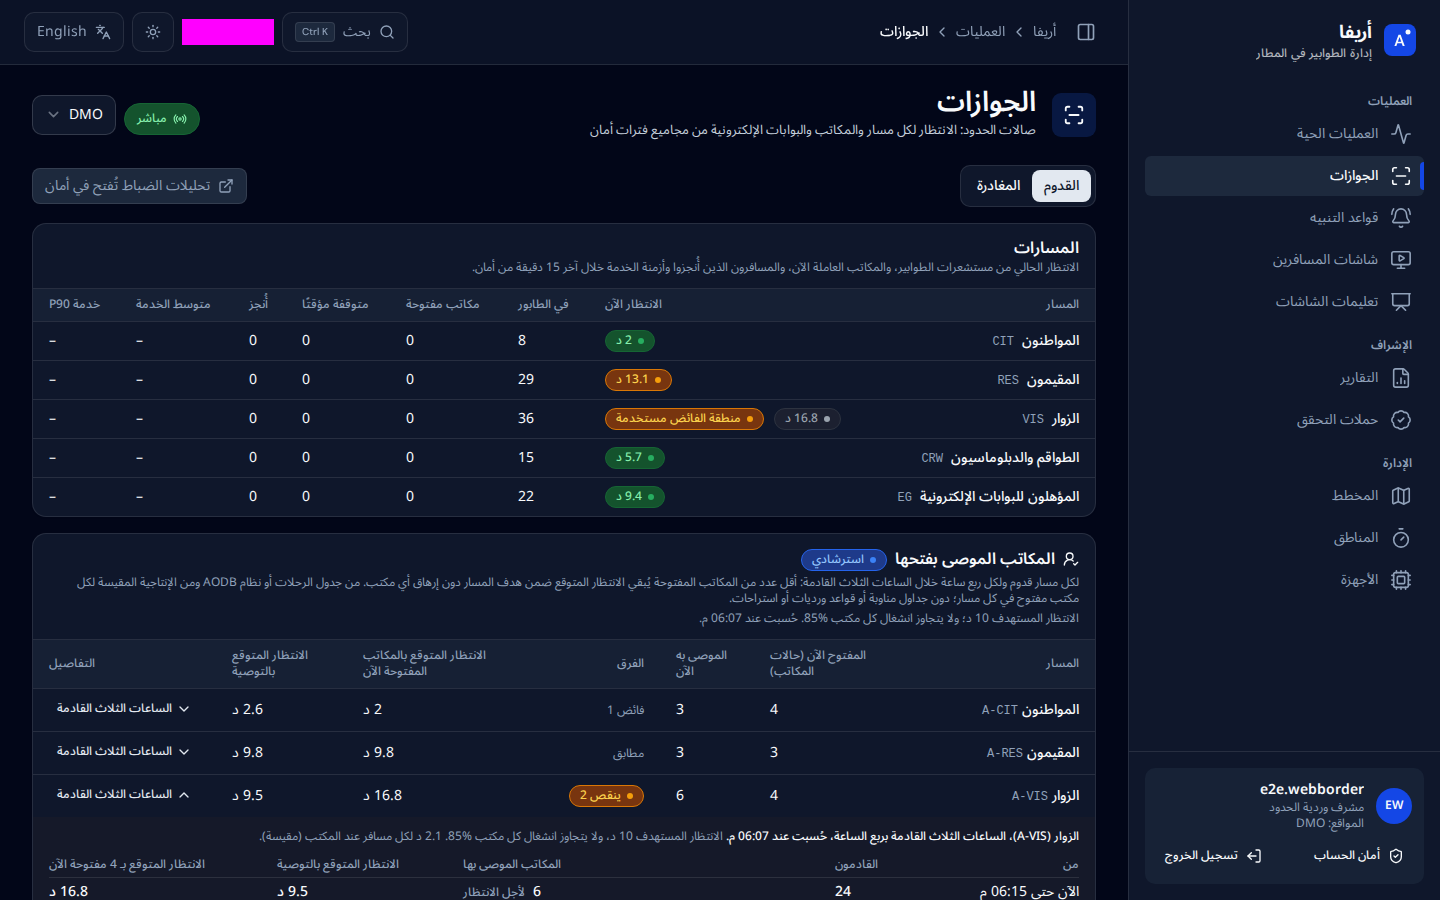 أريفا
إدارة الطوابير في المطار
العمليات
العمليات الحية
الجوازات
قواعد التنبيه
شاشات المسافرين
تعليمات الشاشات
الإشراف
التقارير
حملات التحقق
الإدارة
المخطط
المناطق
الأجهزة
EW
e2e.webborder
مشرف وردية الحدود
المواقع: DMO
أمان الحساب
تسجيل الخروج
أريفا
العمليات
الجوازات
بحث Ctrl K
English
الجوازات
صالات الحدود: الانتظار لكل مسار والمكاتب والبوابات الإلكترونية من مجاميع فترات أمان
مباشر
DMO
القدوم
المغادرة
تحليلات الضباط تُفتح في أمان
المسارات
الانتظار الحالي من مستشعرات الطوابير، والمكاتب العاملة الآن، والمسافرون الذين أُنجزوا وأزمنة الخدمة خلال آخر 15 دقيقة من أمان.
المسار الانتظار الآن في الطابور مكاتب مفتوحة متوقفة مؤقتًا أُنجز متوسط الخدمة خدمة P90
المواطنون CIT 2 د 8 0 0 0 – –
المقيمون RES 13.1 د 29 0 0 0 – –
الزوار VIS 16.8 د منطقة الفائض مستخدمة 36 0 0 0 – –
الطواقم والدبلوماسيون CRW 5.7 د 15 0 0 0 – –
المؤهلون للبوابات الإلكترونية EG 9.4 د 22 0 0 0 – –
المكاتب الموصى بفتحها استرشادي
لكل مسار قدوم ولكل ربع ساعة خلال الساعات الثلاث القادمة: أقل عدد من المكاتب المفتوحة يُبقي الانتظار المتوقع ضمن هدف المسار دون إرهاق أي مكتب. من جدول الرحلات أو نظام AODB ومن الإنتاجية المقيسة لكل
مكتب مفتوح في كل مسار؛ دون جداول مناوبة أو قواعد ورديات أو استراحات.
الانتظار المستهدف 10 د؛ ولا يتجاوز انشغال كل مكتب %85. حُسبت عند 06:07 م.
المسار المفتوح الآن (حالات المكاتب) الموصى به الآن الفرق الانتظار المتوقع بالمكاتب المفتوحة الآن الانتظار المتوقع بالتوصية التفاصيل
المواطنون A-CIT 4 3 فائض 1 2 د 2.6 د الساعات الثلاث القادمة
المقيمون A-RES 3 3 مطابق 9.8 د 9.8 د الساعات الثلاث القادمة
الزوار A-VIS 4 6 ينقص 2 16.8 د 9.5 د الساعات الثلاث القادمة
الزوار (A-VIS)، الساعات الثلاث القادمة بربع الساعة، حُسبت عند 06:07 م. الانتظار المستهدف 10 د، ولا يتجاوز انشغال كل مكتب %85. 2.1 د لكل مسافر عند المكتب (مقيسة).
من القادمون المكاتب الموصى بها الانتظار المتوقع بالتوصية الانتظار المتوقع بـ 4 مفتوحة الآن
الآن حتى 06:15 م 24 6 لأجل الانتظار 9.5 د 16.8 د